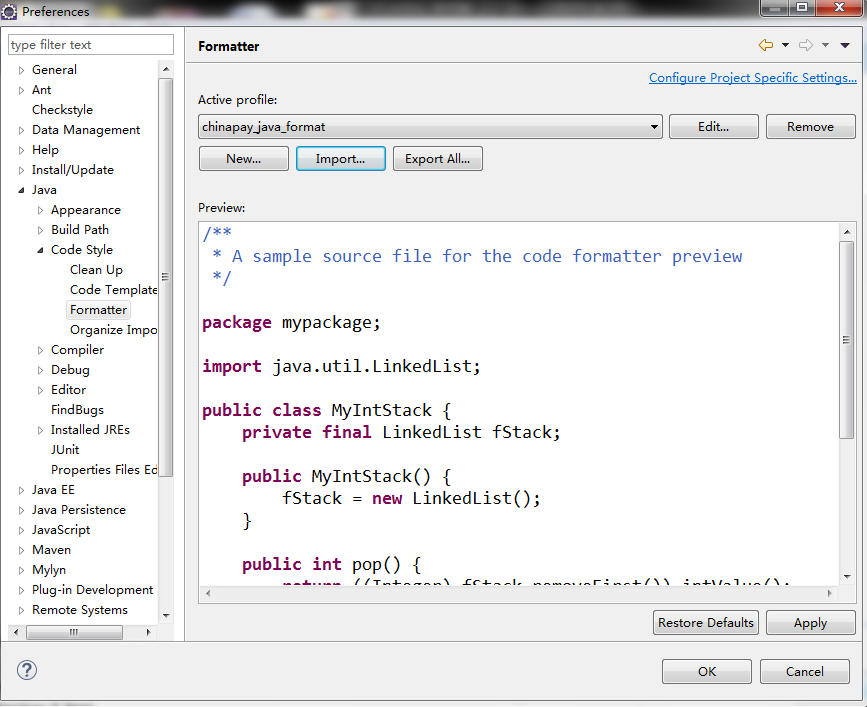 Preferences
type filter text
General
Ant
Checkstyle
Data Management
Help
Install/Update
Java
Appearance
Build Path
Code Style
Clean Up
Code Template
Formatter
Organize Impo
Compiler
Debug
Editor
FindBugs
Installed JREs
JUnit
Properties Files Ed
Java EE
Java Persistence
JavaScript
Maven
Mylyn
Plug-in Development
Remote Systems
Formatter
Configure Project Specific Settings...
Active profile:
chinapay_java_format
Edit...
Remove
New...
Import...
Export All...
Preview:
/**
 * A sample source file for the code formatter preview
 */
package mypackage;
import java.util.LinkedList;
public class MyIntStack {
    private final LinkedList fStack;
    public MyIntStack() {
        fStack = new LinkedList();
    }
    public int pop() {
        return ((Integer) fStack.removeFirst()).intValue();
Restore Defaults
Apply
?
OK
Cancel